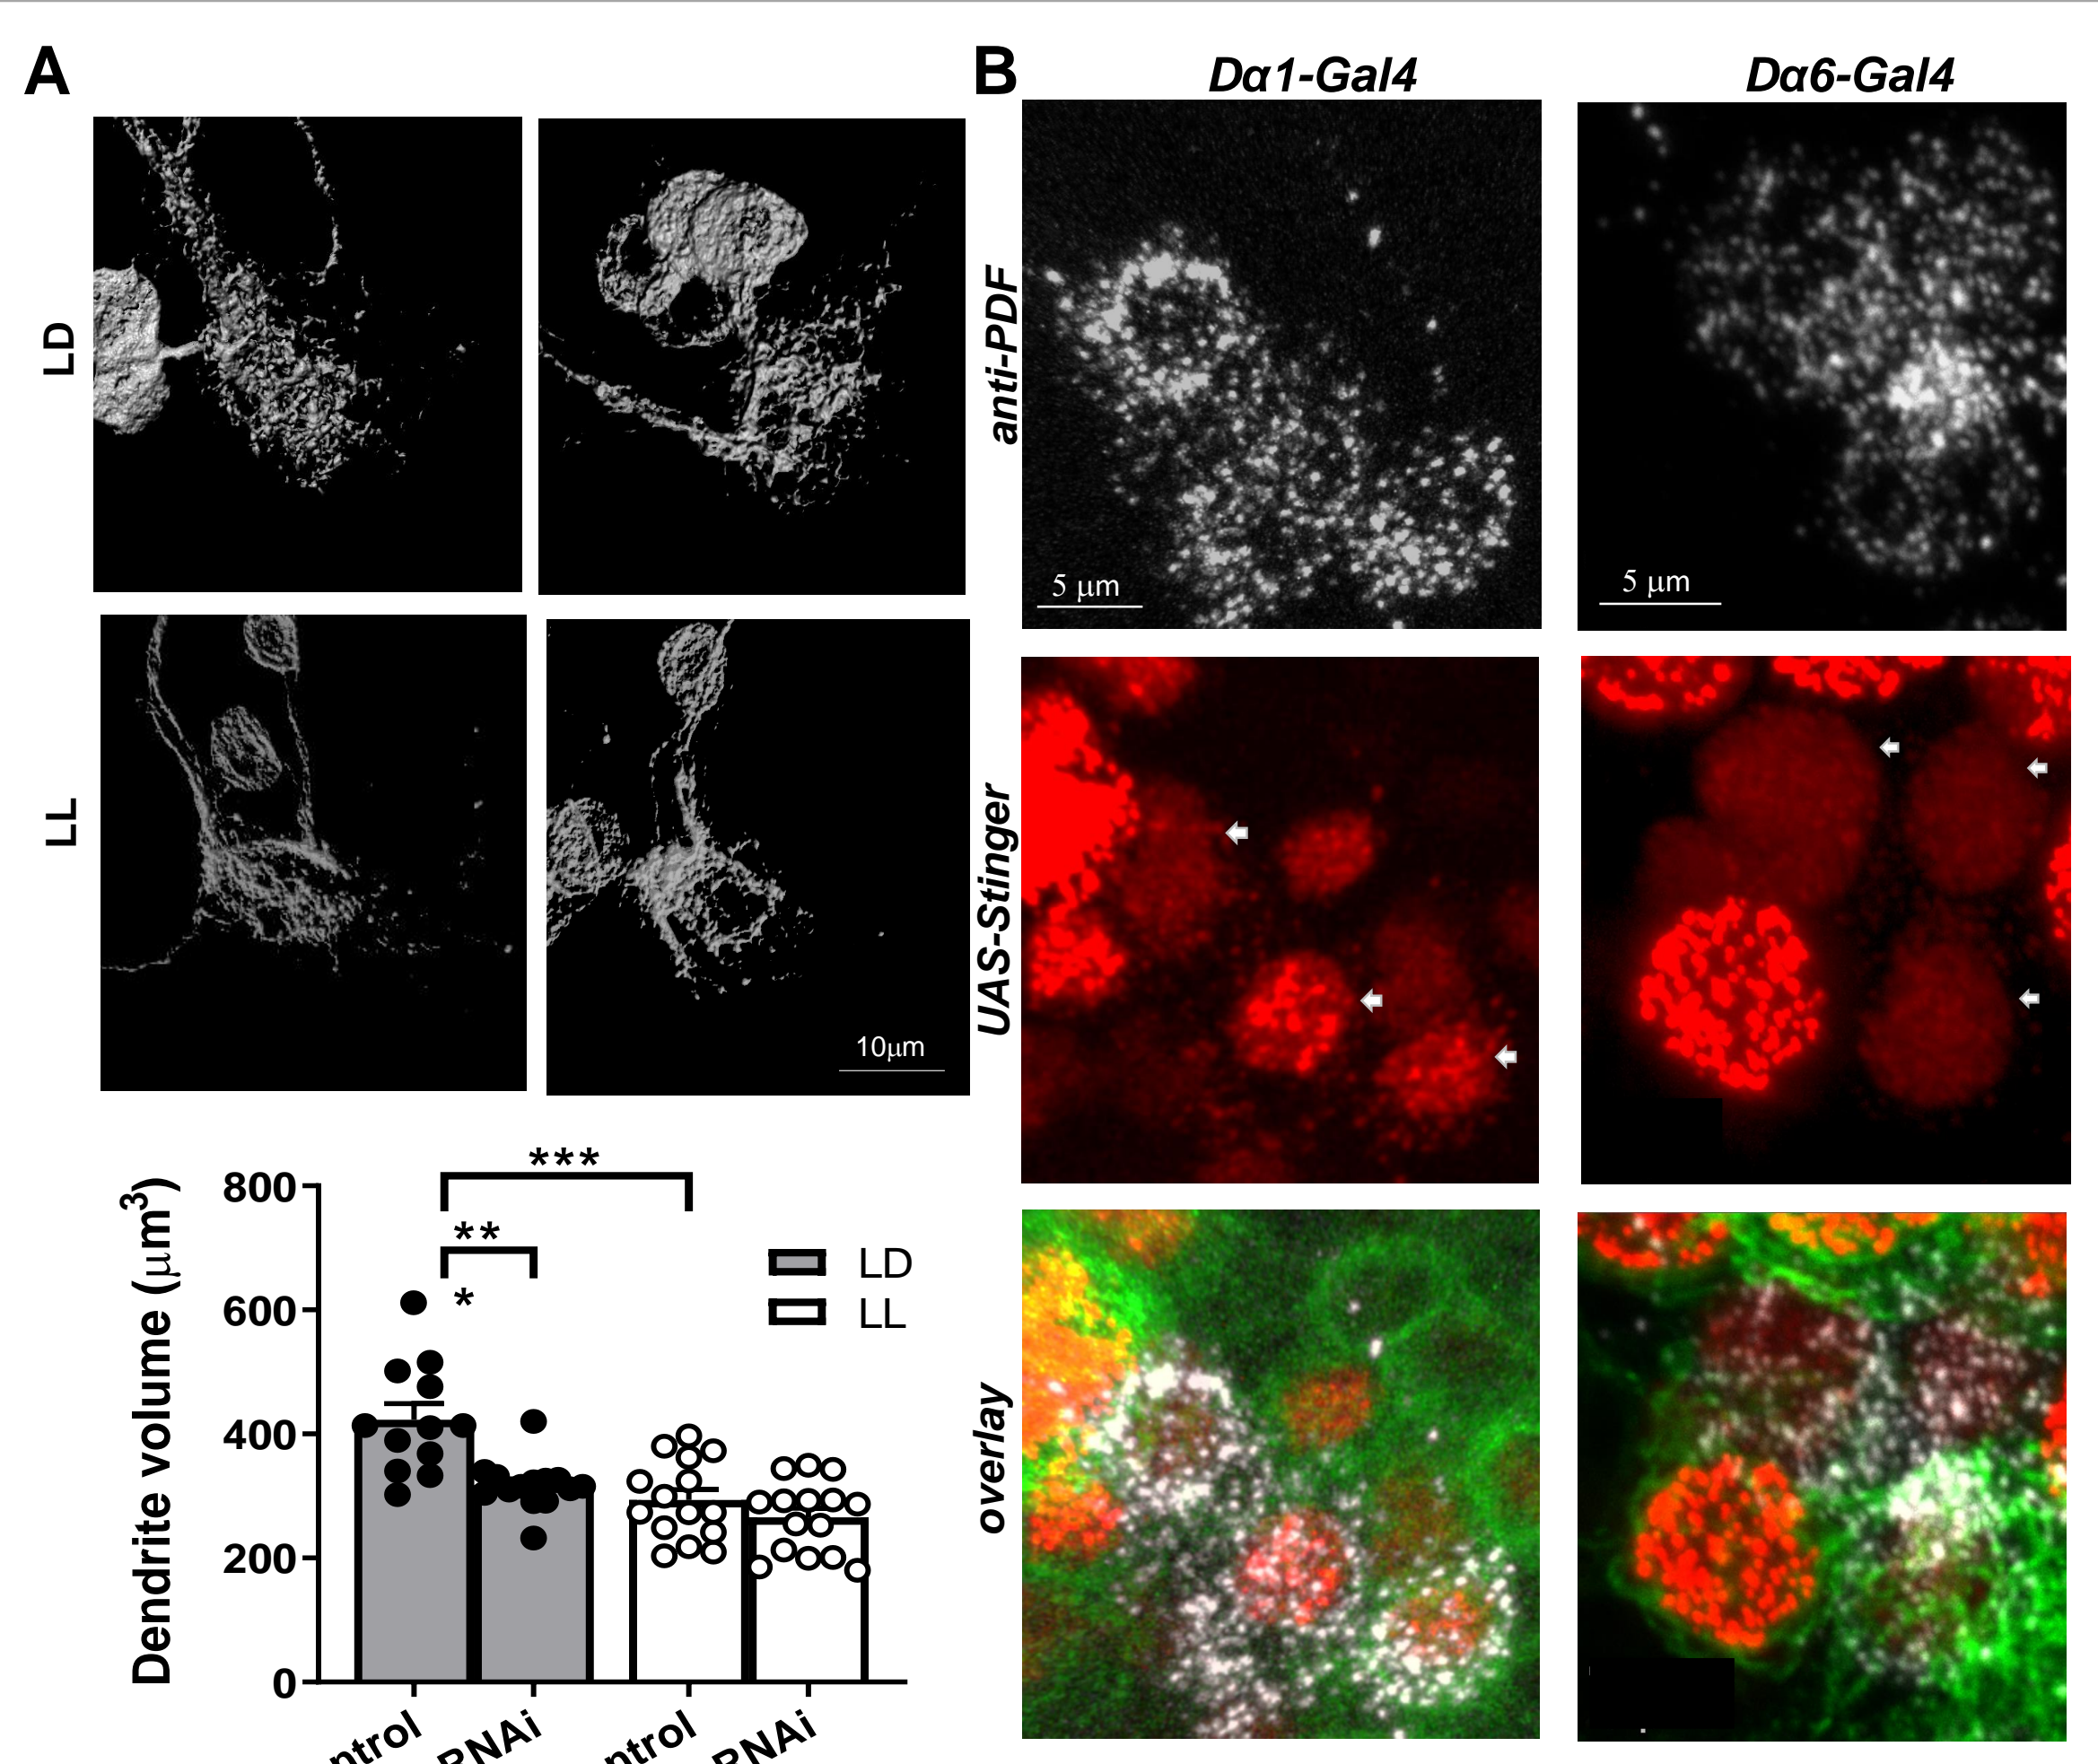 A
B
Dα1-Gal4
Dα6-Gal4
LD
LL
10μm
anti-PDF
5 μm
5 μm
UAS-Stinger
overlay
Dendrite volume (μm³)
800
600
400
200
0
***
**
*
LD
LL
ntrol
RNAi
ntrol
RNAi